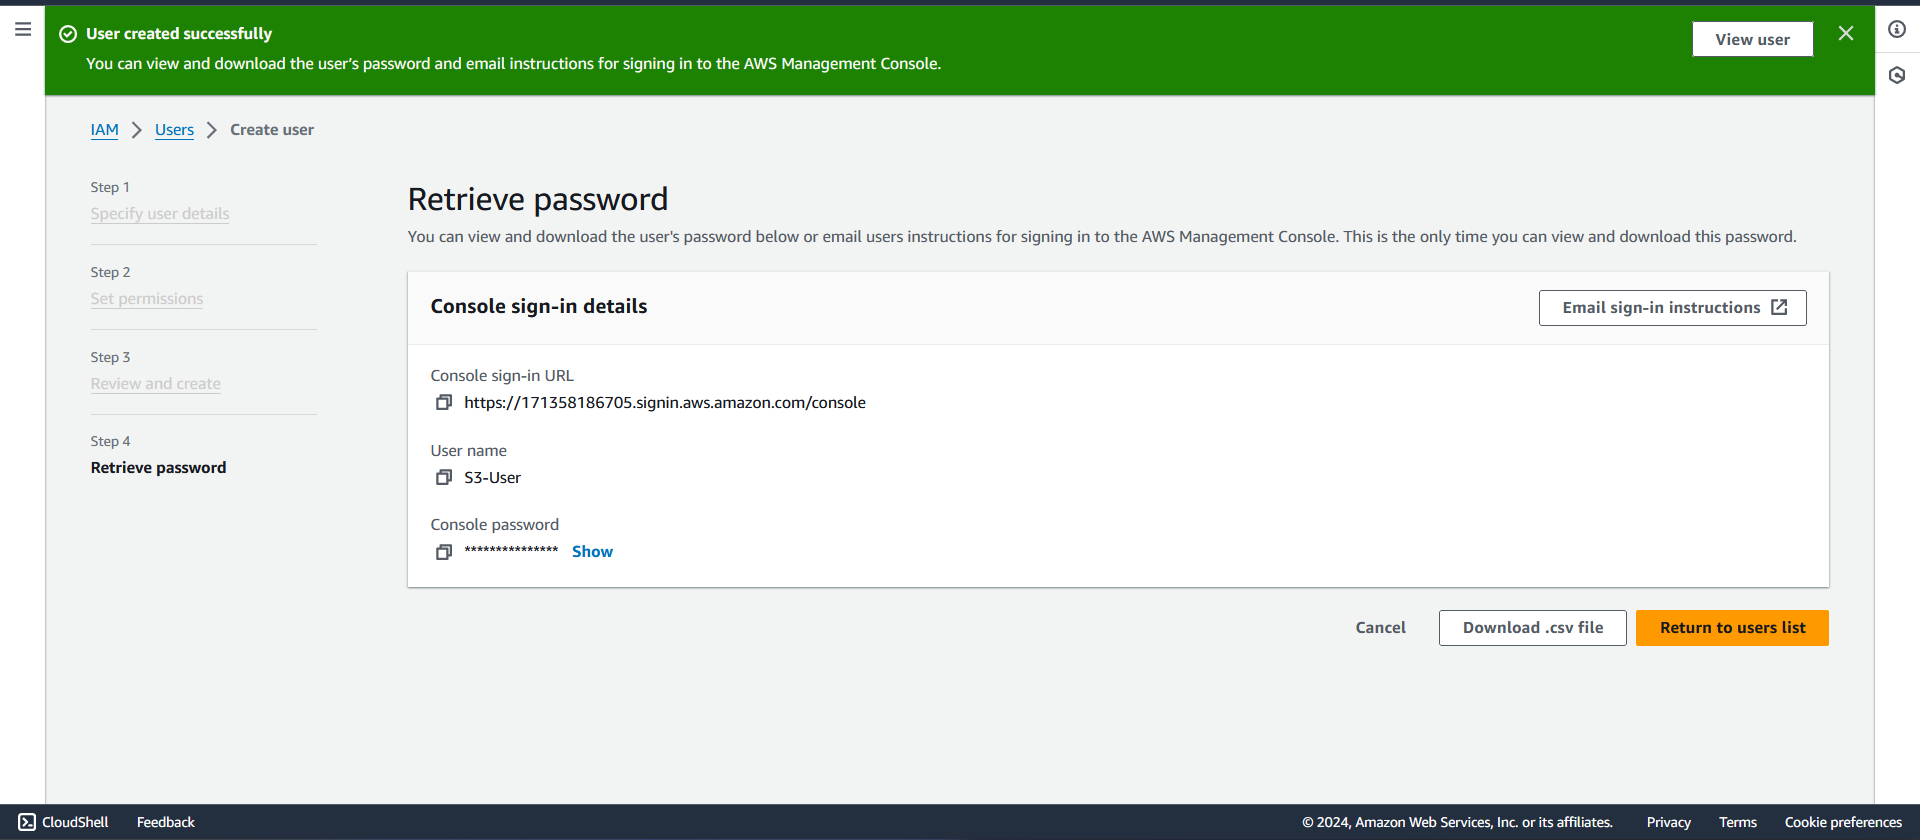 User created successfully
You can view and download the user's password and email instructions for signing in to the AWS Management Console.
View user
IAM
Users
Create user
Step 1
Specify user details
Step 2
Set permissions
Step 3
Review and create
Step 4
Retrieve password
Retrieve password
You can view and download the user's password below or email users instructions for signing in to the AWS Management Console. This is the only time you can view and download this password.
Console sign-in details
Email sign-in instructions
Console sign-in URL
https://171358186705.signin.aws.amazon.com/console
User name
S3-User
Console password
*************** Show
Cancel
Download .csv file
Return to users list
CloudShell
Feedback
© 2024, Amazon Web Services, Inc. or its affiliates.
Privacy
Terms
Cookie preferences